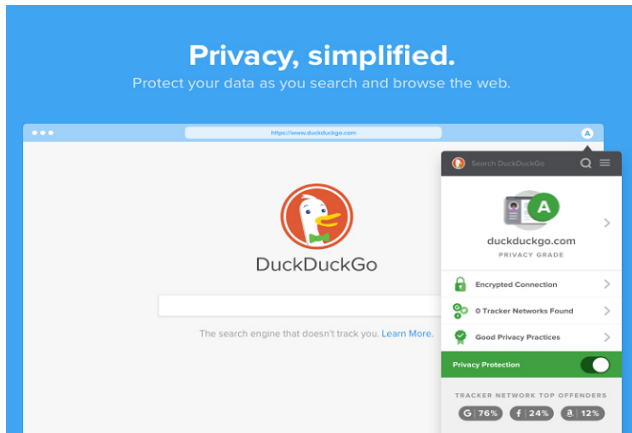 Privacy, simplified.
Protect your data as you search and browse the web.
https://www.duckduckgo.com
A
Search DuckDuckGo
A
duckduckgo.com
PRIVACY GRADE
DuckDuckGo
Encrypted Connection
0 Tracker Networks Found
The search engine that doesn't track you. Learn More.
Good Privacy Practices
Privacy Protection
TRACKER NETWORK TOP OFFENDERS
G 76% f 24% a 12%